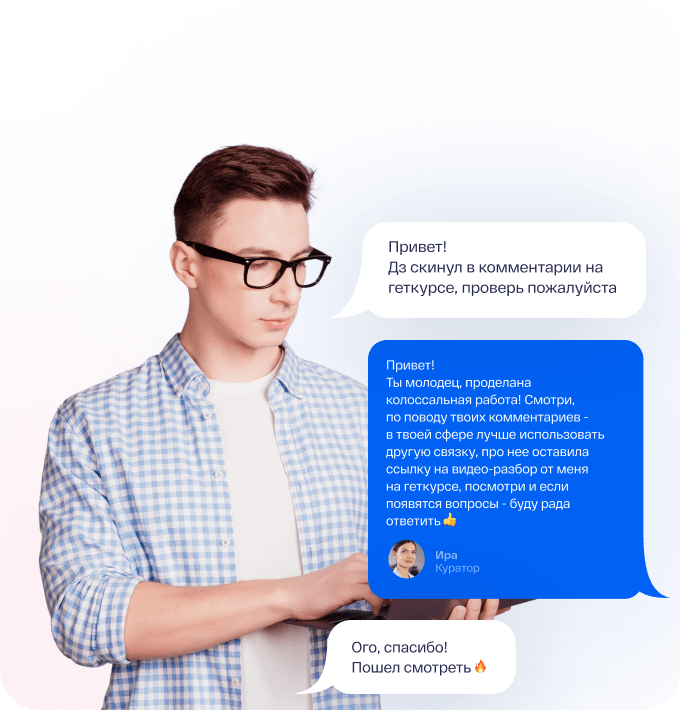 Привет!
Дз скинул в комментарии на
геткурсе, проверь пожалуйста
Привет!
Ты молодец, проделана
колоссальная работа! Смотри,
по поводу твоих комментариев -
в твоей сфере лучше использовать
другую связку, про нее оставила
ссылку на видео-разбор от меня
на геткурсе, посмотри и если
появятся вопросы - буду рада
ответить👍
Ира
Куратор
Ого, спасибо!
Пошел смотреть🔥